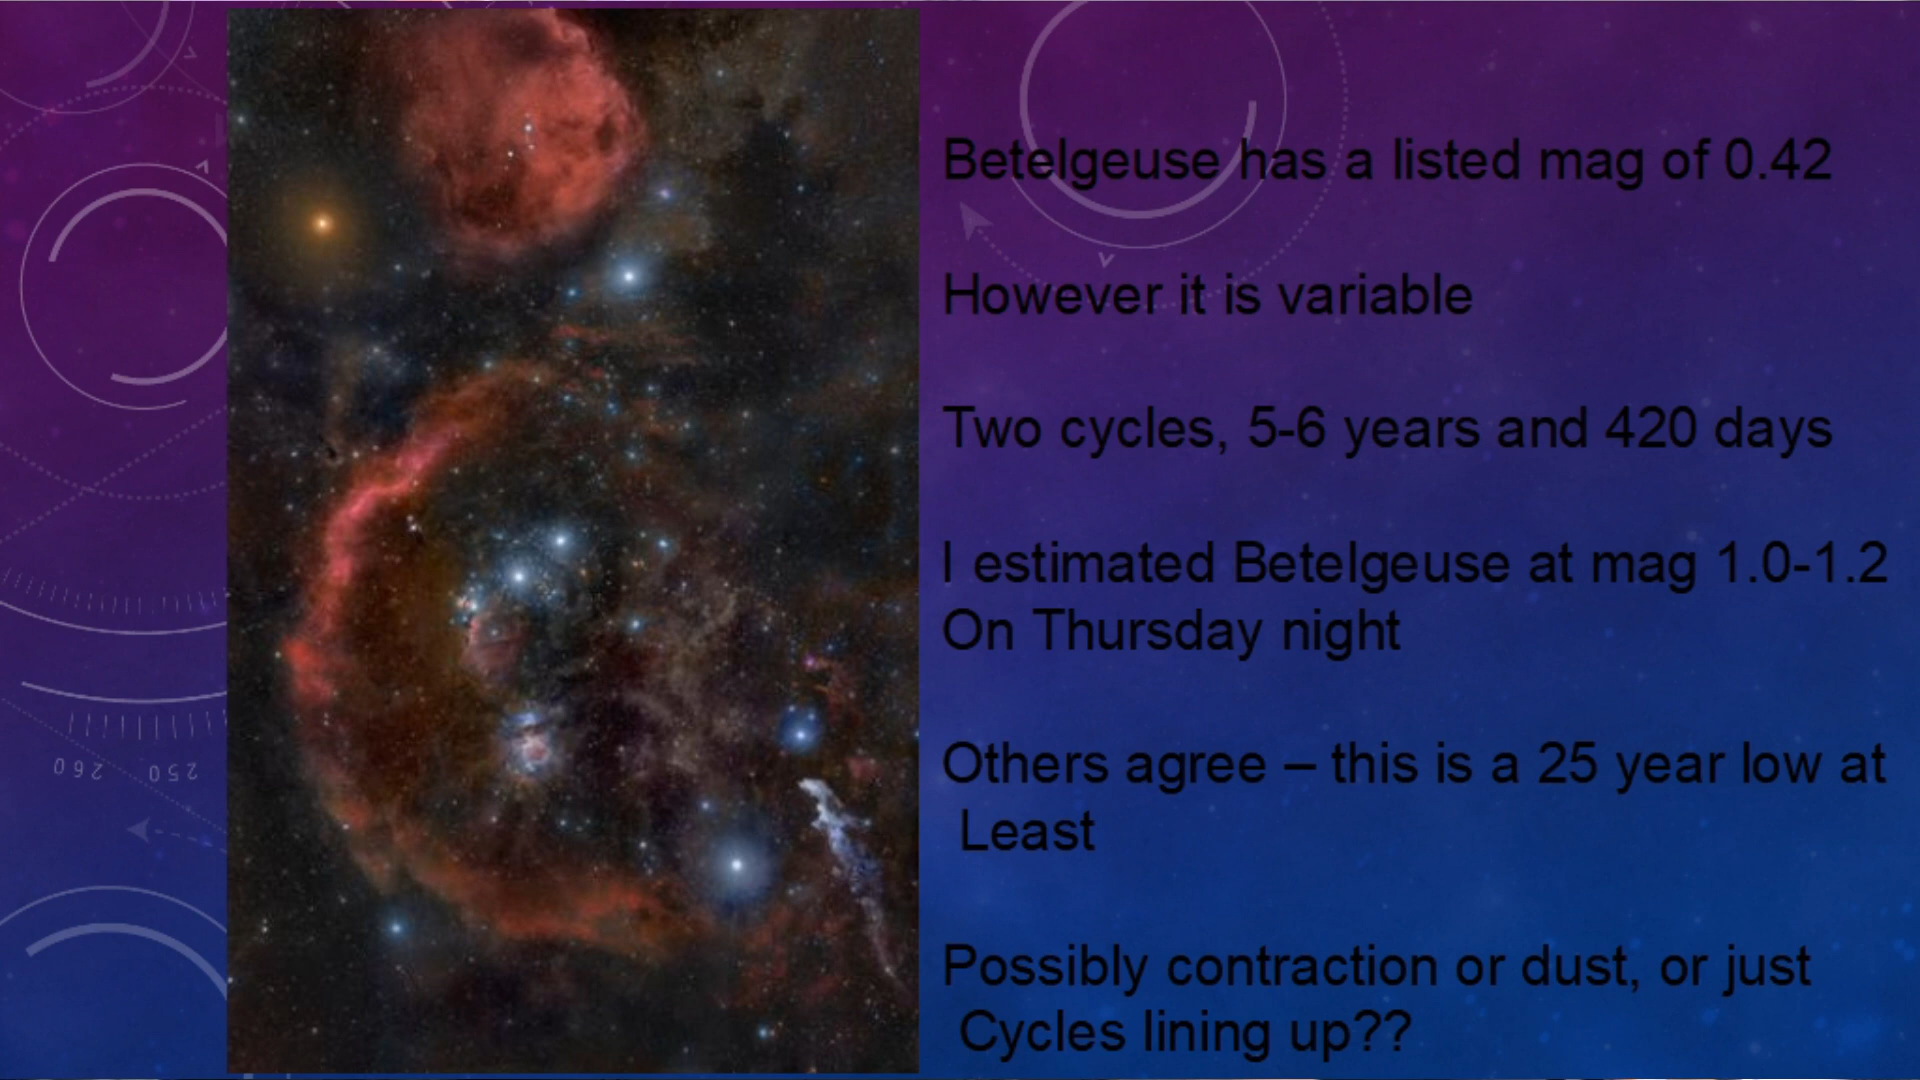 Betelgeuse has a listed mag of 0.42
However it is variable
Two cycles, 5-6 years and 420 days
I estimated Betelgeuse at mag 1.0-1.2
On Thursday night
Others agree – this is a 25 year low at
Least
Possibly contraction or dust, or just
Cycles lining up??
260 250